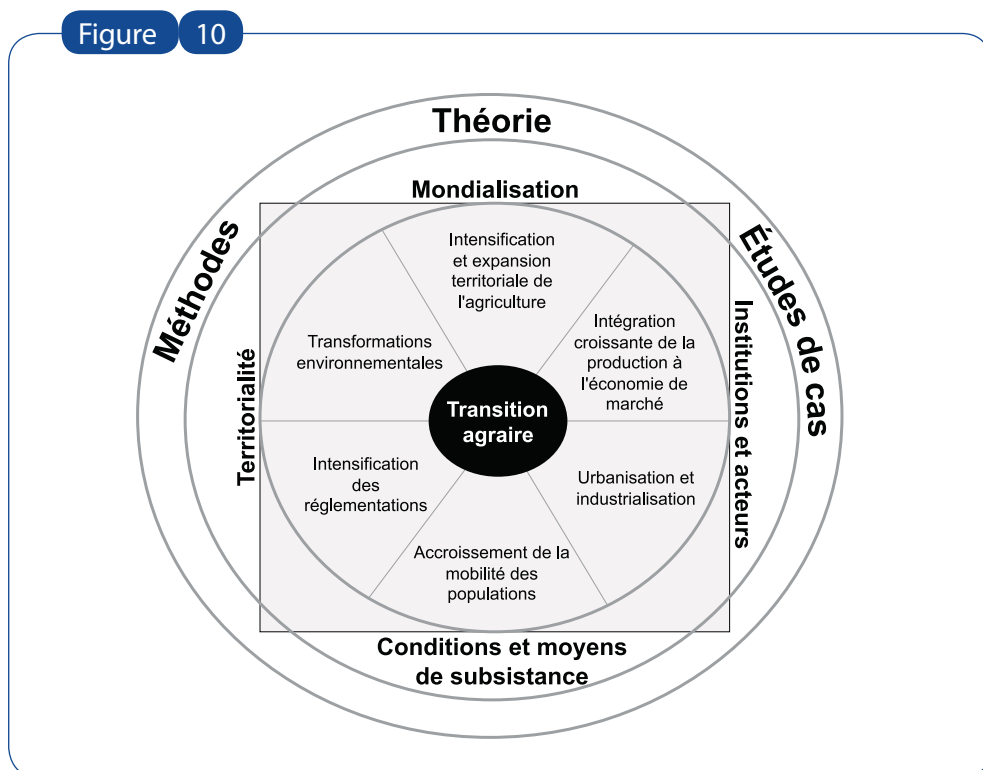 Figure 10
Théorie
Méthodes
Études de cas
Mondialisation
Territorialité
Institutions et acteurs
Conditions et moyens
de subsistance
Intensification
et expansion
territoriale de
l'agriculture
Intégration
croissante de la
production à
l'économie de
marché
Urbanisation et
industrialisation
Accroissement de la
mobilité des
populations
Intensification
des
réglementations
Transformations
environnementales
Transition
agraire